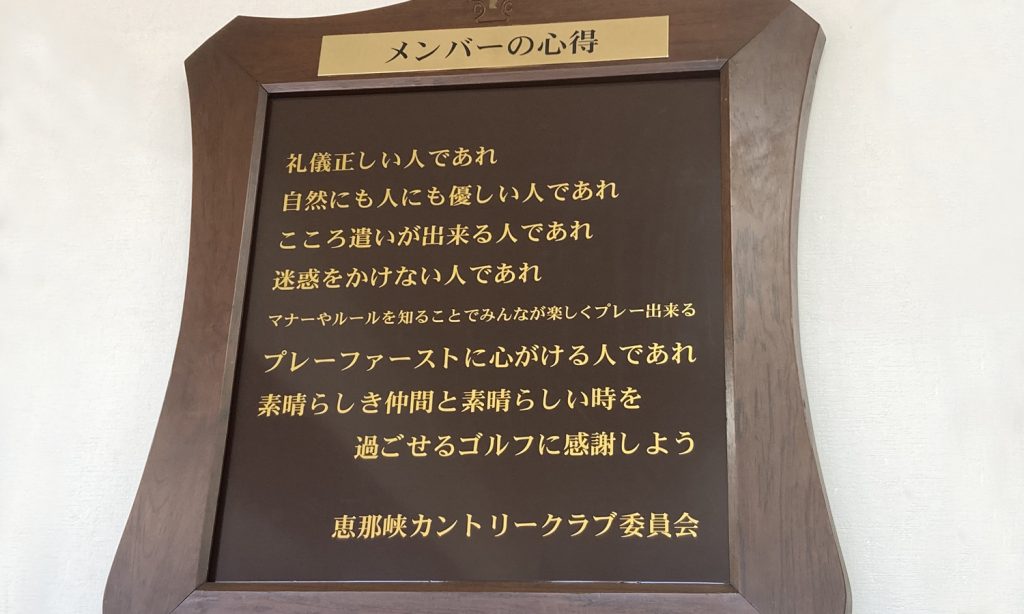 メンバーの心得
礼儀正しい人であれ
自然にも人にも優しい人であれ
こころ遣いが出来る人であれ
迷惑をかけない人であれ
マナーやルールを知ることでみんなが楽しくプレー出来る
プレーファーストに心がける人であれ
素晴らしき仲間と素晴らしい時を
過ごせるゴルフに感謝しよう
恵那峡カントリークラブ委員会